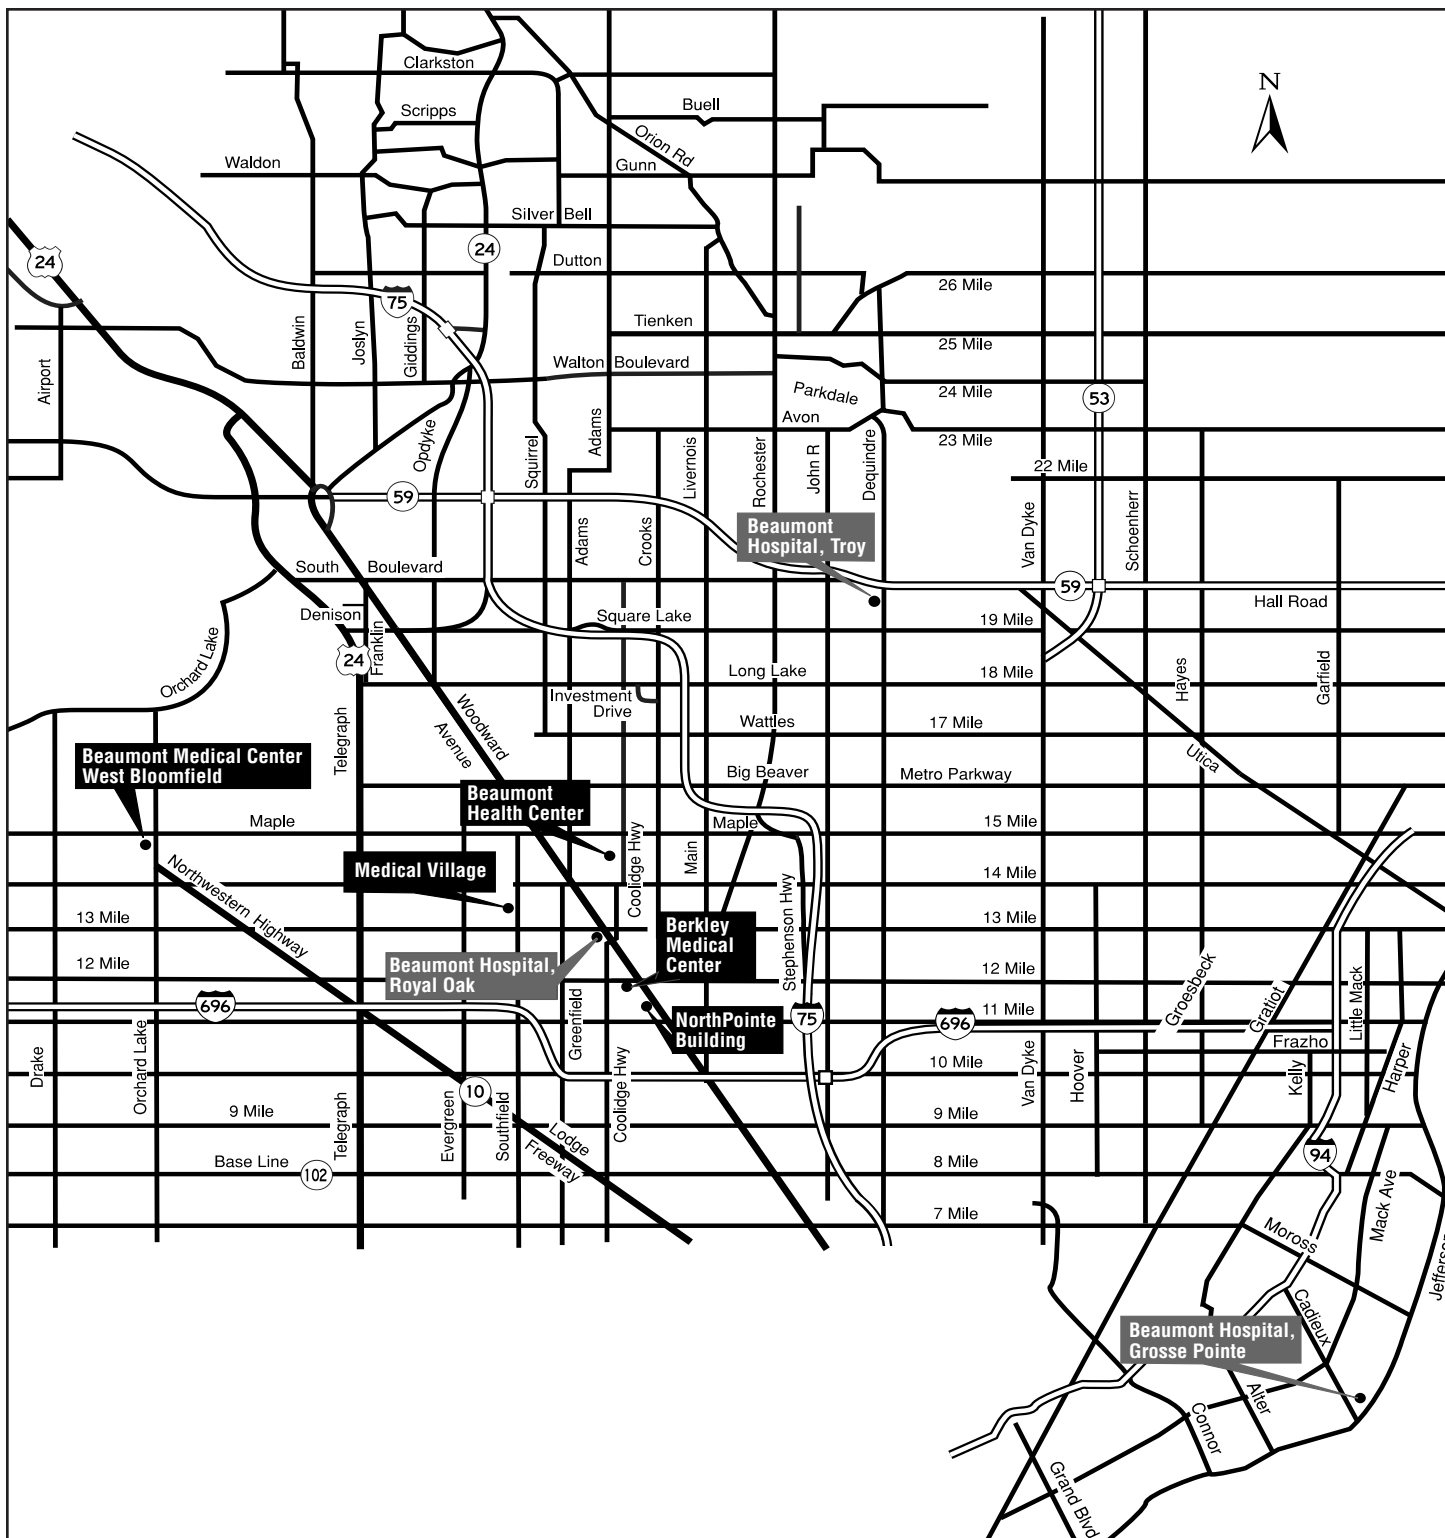 N
Clarkston
Scripps
Buell
Orion Rd
Waldon
Gunn
Silver Bell
24
24
Dutton
26 Mile
75
Tienken
25 Mile
Baldwin
Joslyn
Giddings
Airport
Walton Boulevard
Parkdale
24 Mile
53
Avon
23 Mile
Opdyke
Squirrel
Adams
Livernois
Rochester
John R
Dequindre
22 Mile
59
Beaumont
Hospital, Troy
Adams
Crooks
Van Dyke
Schoenherr
South Boulevard
59
Hall Road
Denison
Square Lake
19 Mile
Franklin
24
Orchard Lake
Long Lake
18 Mile
Hayes
Garfield
Investment
Drive
Woodward
Avenue
Wattles
17 Mile
Telegraph
Utica
Beaumont Medical Center
West Bloomfield
Big Beaver
Metro Parkway
Beaumont
Health Center
Maple
Maple
15 Mile
Coolidge Hwy
Main
Medical Village
14 Mile
Northwestern Highway
Stephenson Hwy
13 Mile
13 Mile
Berkley
Medical
Center
Beaumont Hospital,
Royal Oak
12 Mile
12 Mile
Groesbeck
Gratiot
Little Mack
696
11 Mile
NorthPointe
Building
75
696
Greenfield
Frazho
Drake
Orchard Lake
10 Mile
Van Dyke
Hoover
Kelly
Harper
10
Coolidge Hwy
9 Mile
9 Mile
Telegraph
Evergreen
Southfield
Lodge
Freeway
Base Line
102
8 Mile
94
Mack Ave
7 Mile
Moross
Jefferson
Cadieux
Beaumont Hospital,
Grosse Pointe
Alter
Connor
Grand Blvd